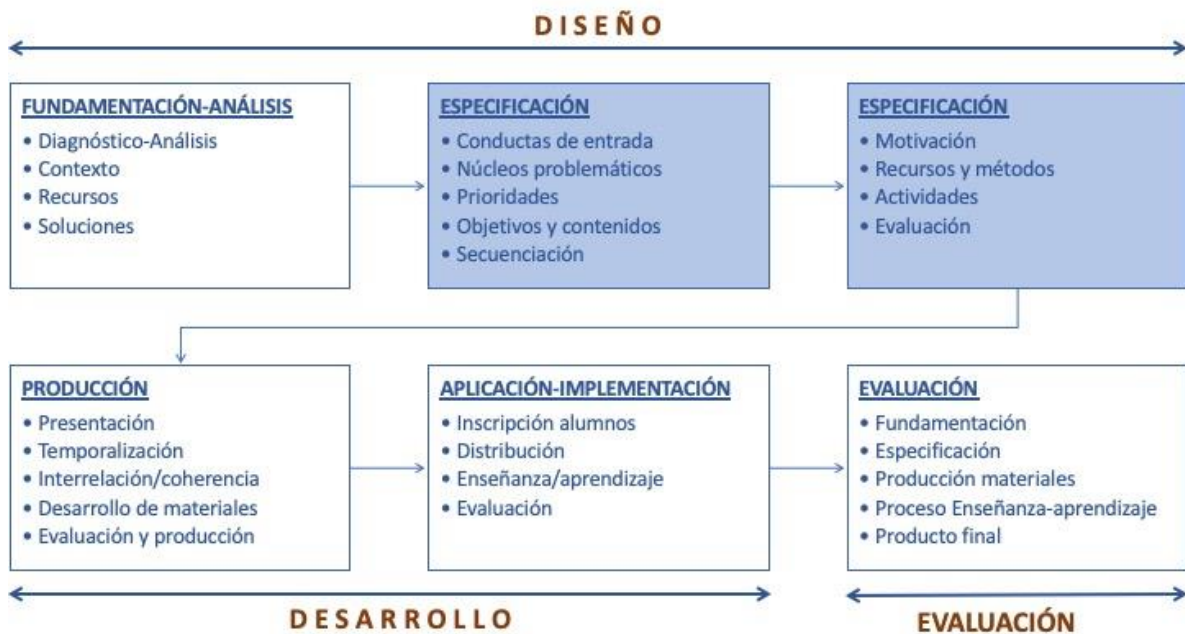 DISEÑO
FUNDAMENTACIÓN-ANÁLISIS
• Diagnóstico-Análisis
• Contexto
• Recursos
• Soluciones
ESPECIFICACIÓN
• Conductas de entrada
• Núcleos problemáticos
• Prioridades
• Objetivos y contenidos
• Secuenciación
ESPECIFICACIÓN
• Motivación
• Recursos y métodos
• Actividades
• Evaluación
PRODUCCIÓN
• Presentación
• Temporalización
• Interrelación/coherencia
• Desarrollo de materiales
• Evaluación y producción
APLICACIÓN-IMPLEMENTACIÓN
• Inscripción alumnos
• Distribución
• Enseñanza/aprendizaje
• Evaluación
EVALUACIÓN
• Fundamentación
• Especificación
• Producción materiales
• Proceso Enseñanza-aprendizaje
• Producto final
DESARROLLO
EVALUACIÓN